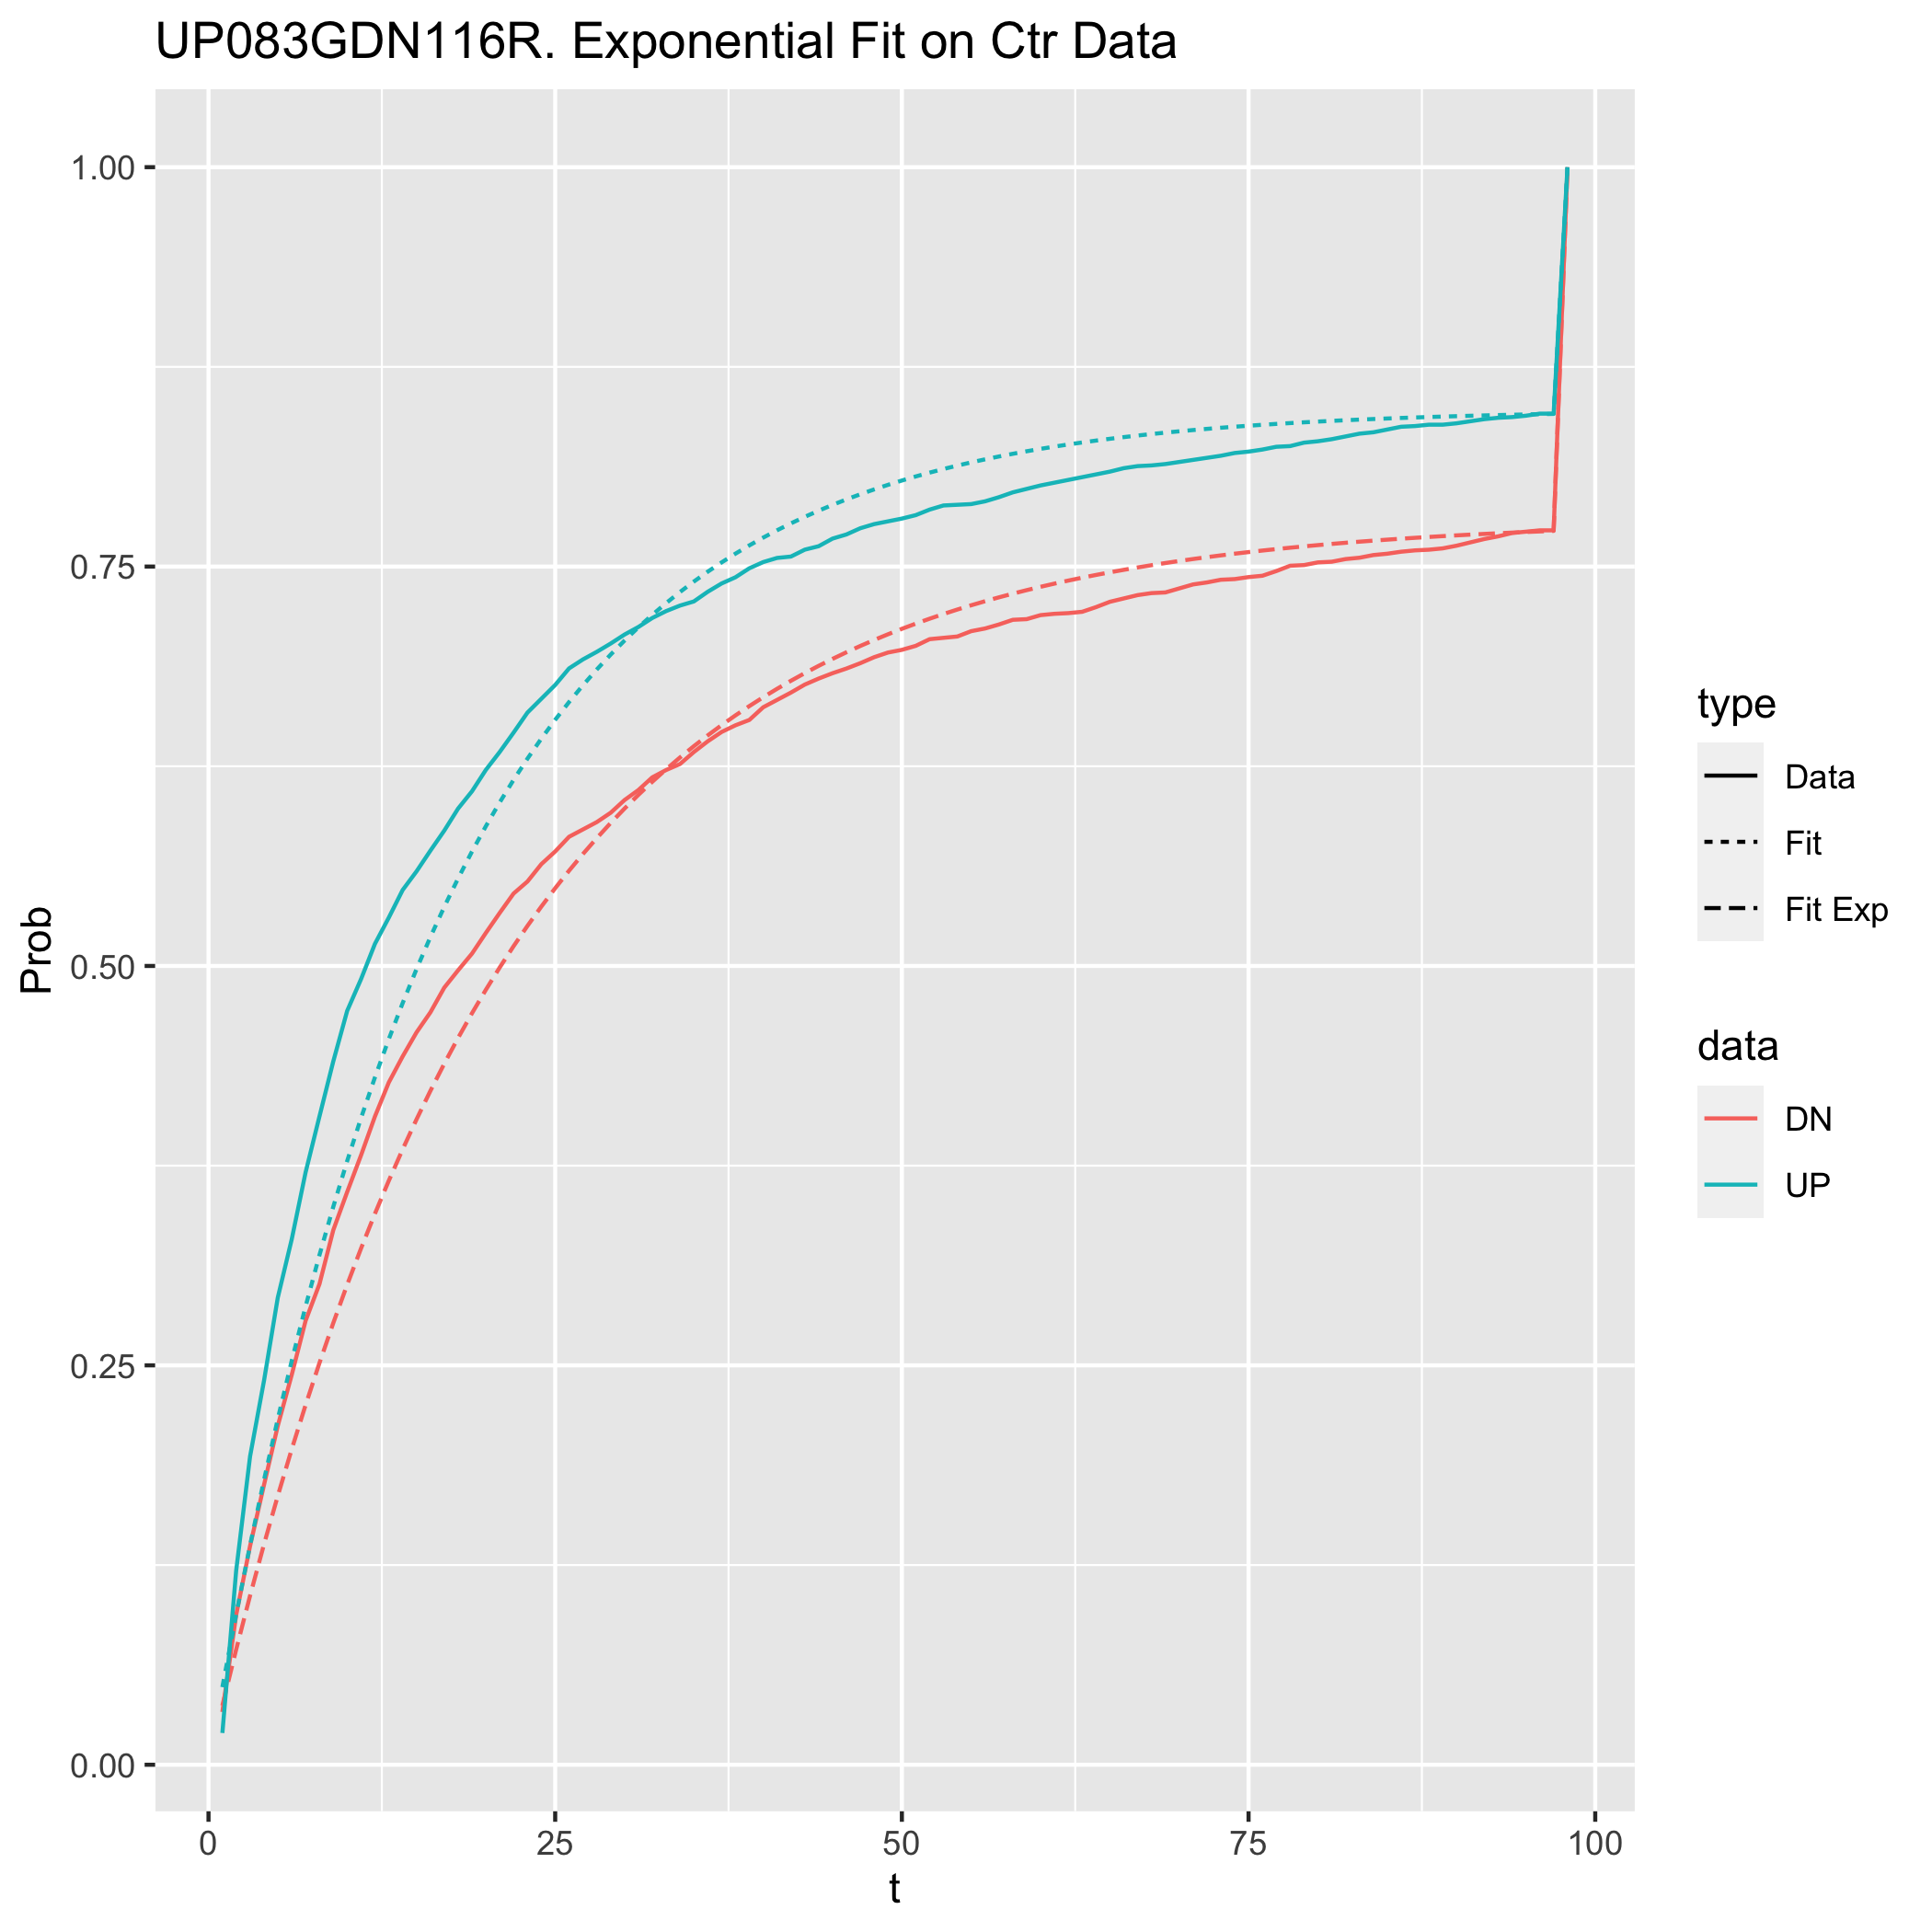 UP083GDN116R. Exponential Fit on Ctr Data
1.00
0.75
0.50
0.25
0.00
Prob
0 25 50 75 100
t
type
Data
Fit
Fit Exp
data
DN
UP